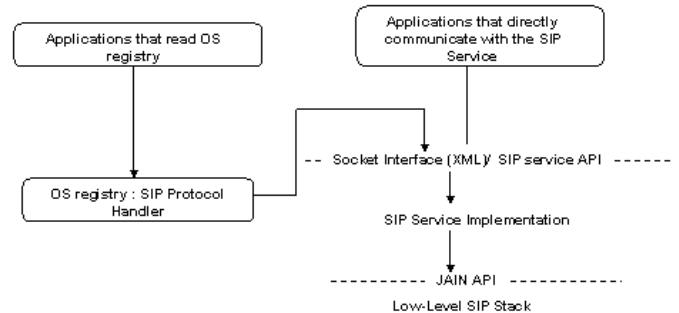 Applications that read OS
registry
Applications that directly
communicate with the SIP
Service
Socket Interface (XML)/ SIP service API
OS registry : SIP Protocol
Handler
SIP Service Implementation
JAIN API
Low-Level SIP Stack